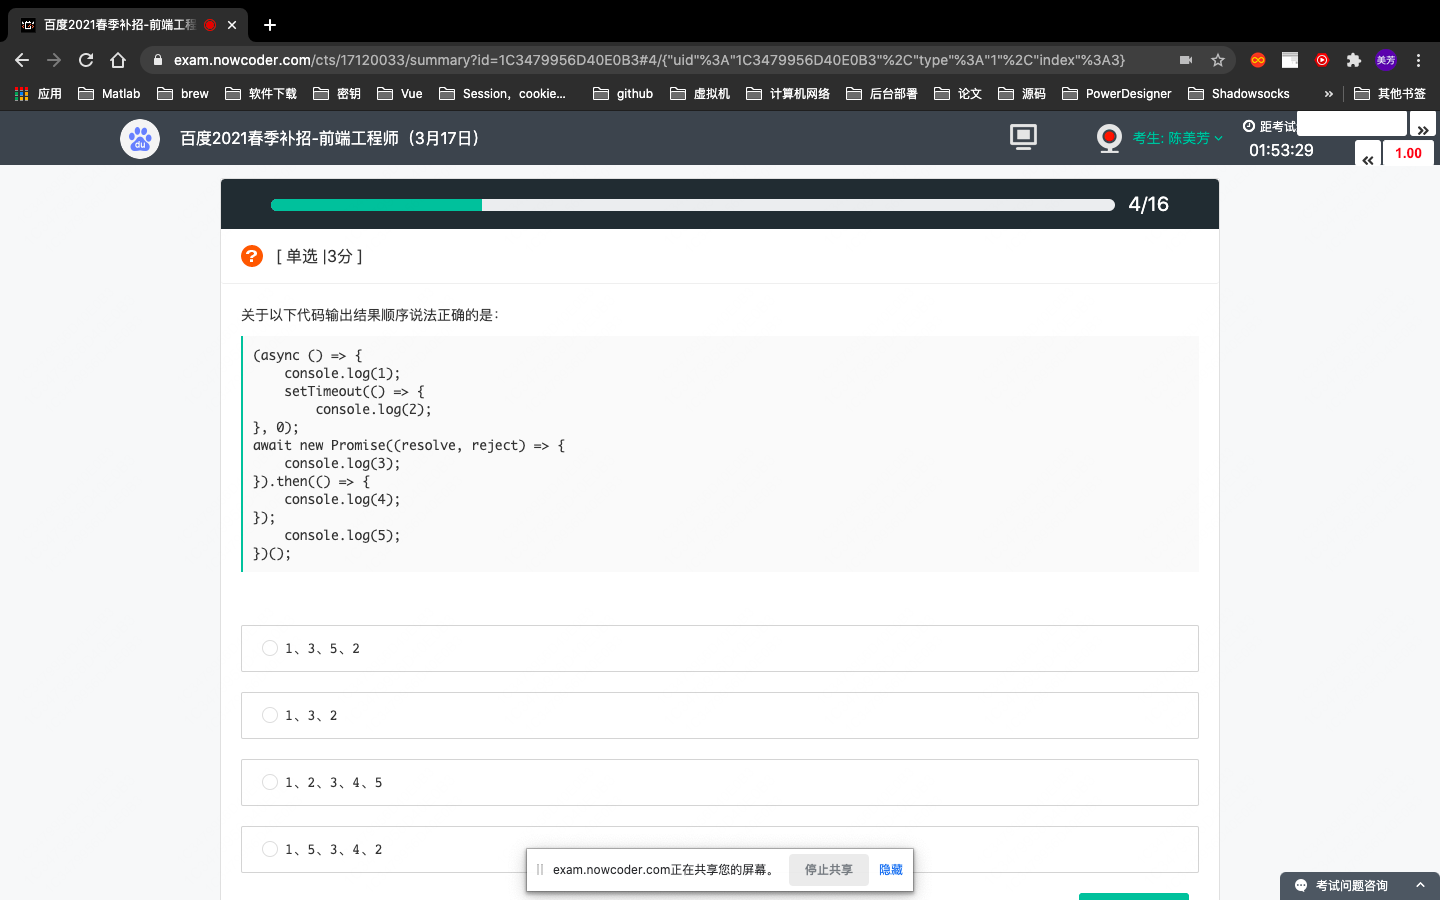 百度2021春季补招-前端工程
exam.nowcoder.com/cts/17120033/summary?id=1C3479956D40E0B3#4/{"uid"%3A"1C3479956D40E0B3"%2C"type"%3A"1"%2C"index"%3A3}
美芳
应用 Matlab brew 软件下载 密钥 Vue Session，cookie... github 虚拟机 计算机网络 后台部署 论文 源码 PowerDesigner Shadowsocks » 其他书签
du 百度2021春季补招-前端工程师（3月17日） 考生: 陈美芳 距考试
01:53:29 « 1.00 »
4/16
? [ 单选 |3分 ]
关于以下代码输出结果顺序说法正确的是：
(async () => {
console.log(1);
setTimeout(() => {
console.log(2);
}, 0);
await new Promise((resolve, reject) => {
console.log(3);
}).then(() => {
console.log(4);
});
console.log(5);
})();
1、3、5、2
1、3、2
1、2、3、4、5
1、5、3、4、2
exam.nowcoder.com正在共享您的屏幕。 停止共享 隐藏
考试问题咨询